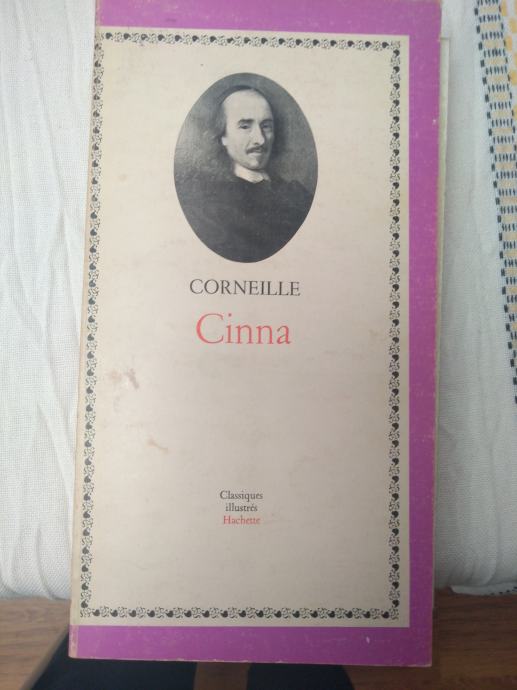 CORNEILLE
Cinna
Classiques
illustrés
Hachette